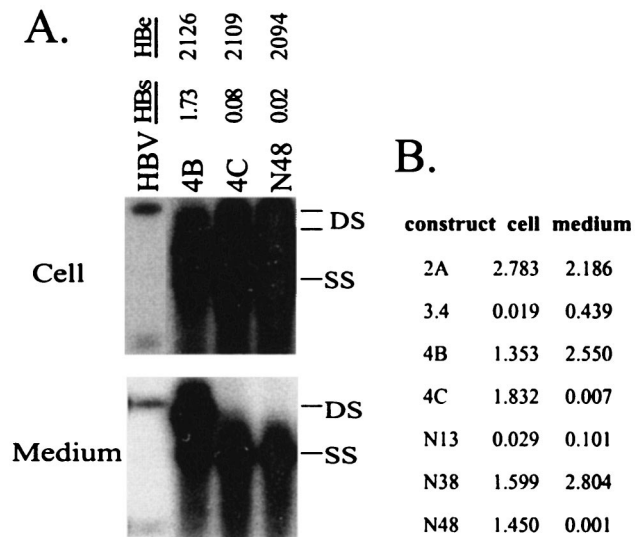 A.
HBe 2126 2109 2094
HBs 1.73 0.08 0.02
HBV 4B 4C N48
DS
Cell
SS
DS
Medium
SS
B.
construct cell medium
2A 2.783 2.186
3.4 0.019 0.439
4B 1.353 2.550
4C 1.832 0.007
N13 0.029 0.101
N38 1.599 2.804
N48 1.450 0.001